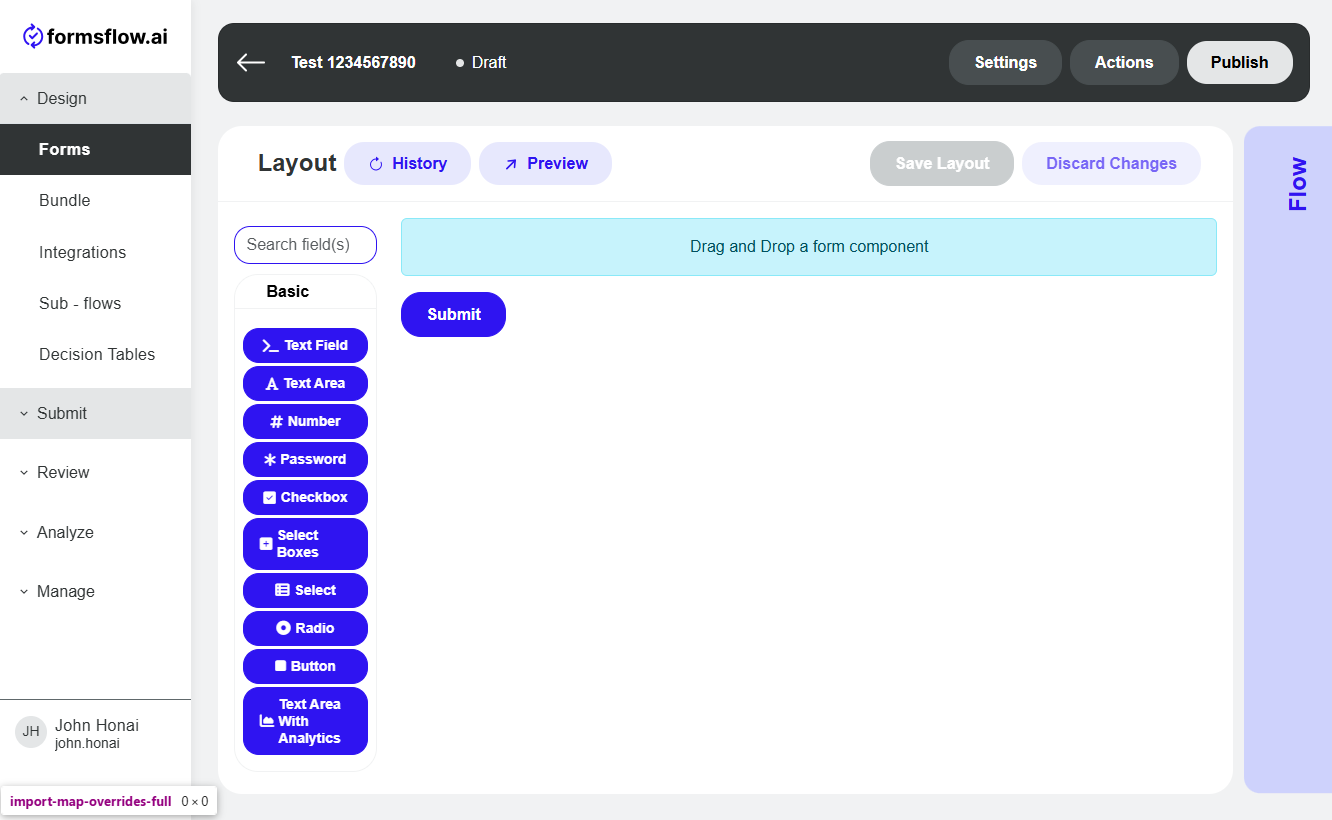 formsflow.ai
Design
Forms
Bundle
Integrations
Sub - flows
Decision Tables
Submit
Review
Analyze
Manage
JH
John Honai
john.honai
import-map-overrides-full 0 × 0
Test 1234567890
Draft
Settings
Actions
Publish
Layout
History
Preview
Save Layout
Discard Changes
Search field(s)
Basic
Text Field
Text Area
Number
Password
Checkbox
Select
Boxes
Select
Radio
Button
Text Area
With
Analytics
Drag and Drop a form component
Submit
Flow